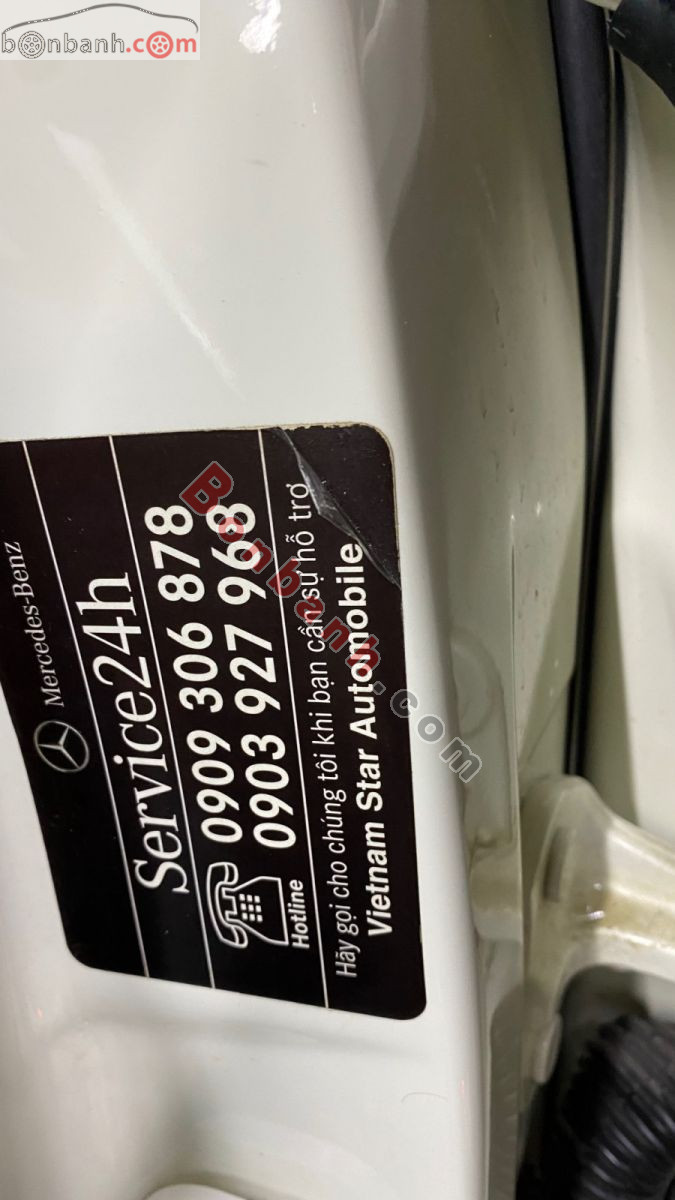 bonbanh.com
Mercedes-Benz
Service24h
0909 306 878
0903 927 968
Hotline
Hãy gọi cho chúng tôi khi bạn cần sự hỗ trợ
Vietnam Star Automobile
Bonbanh.com